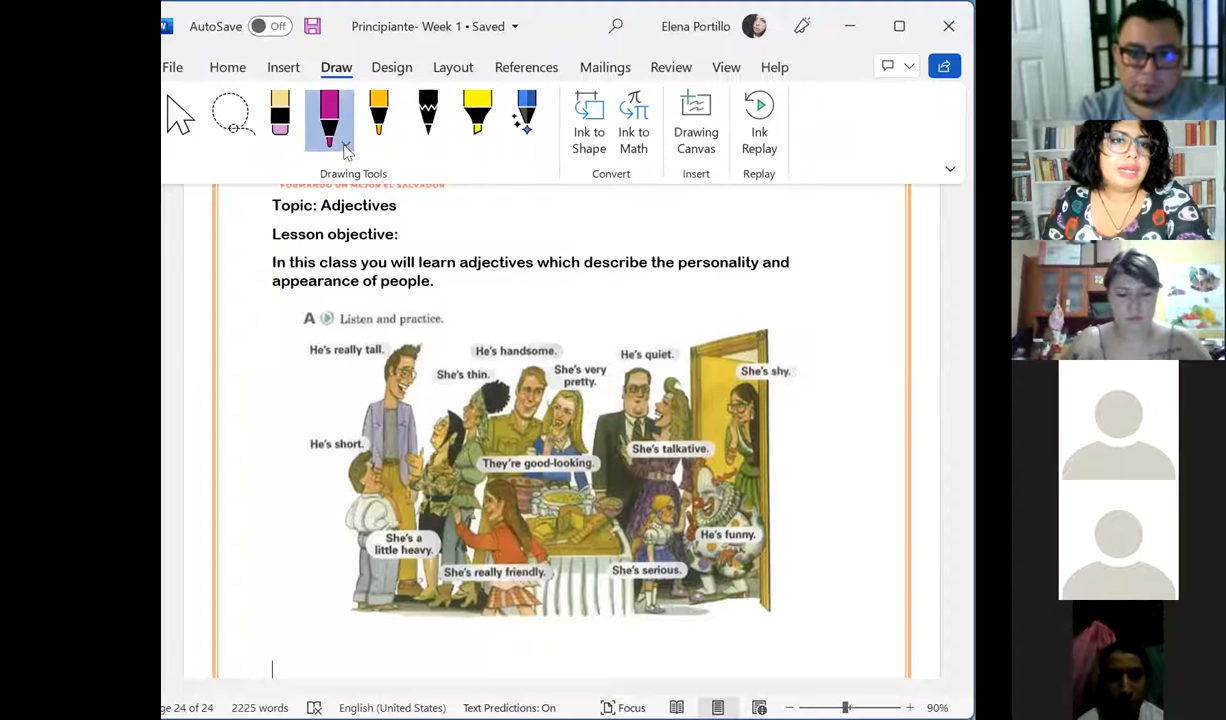 AutoSave Off Principiante- Week 1 • Saved Elena Portillo
File Home Insert Draw Design Layout References Mailings Review View Help
Ink to Shape
Ink to Math
Drawing Canvas
Ink Replay
Drawing Tools Convert Insert Replay
FORMANDO UN MEJOR EL SALVADOR
Topic: Adjectives
Lesson objective:
In this class you will learn adjectives which describe the personality and
appearance of people.
A Listen and practice.
He's really tall.
He's handsome.
He's quiet.
She's thin.
She's very
pretty.
She's shy.
He's short.
She's talkative.
They're good-looking.
She's a
little heavy.
He's funny.
She's really friendly.
She's serious.
ge 24 of 24 2225 words English (United States) Text Predictions: On Focus 90%